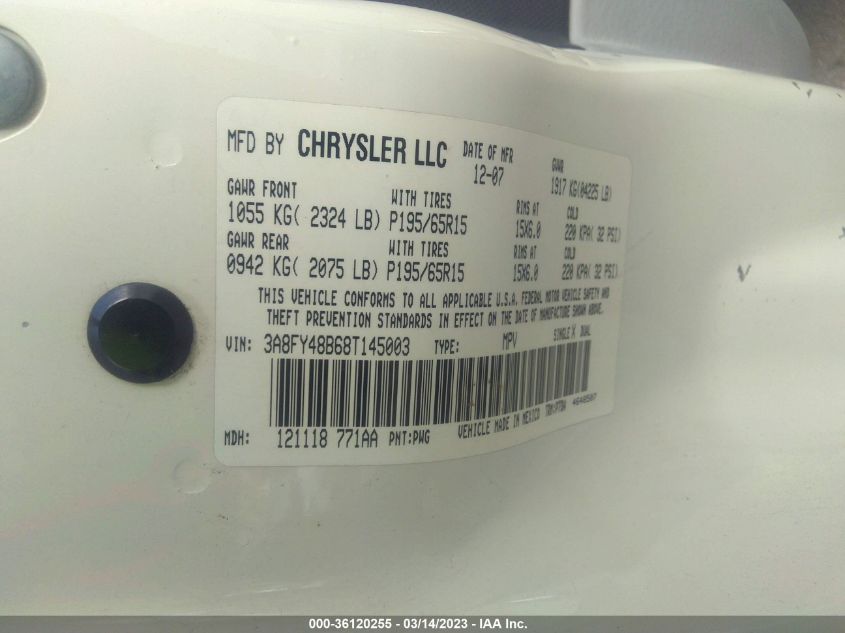 MFD BY CHRYSLER LLC DATE OF MFR 12-07 GVWR 1917 KG(04225 LB)
GAWR FRONT WITH TIRES RIMS AT COLD
1055 KG( 2324 LB) P195/65R15 15X6.0 220 KPA( 32 PSI)
GAWR REAR WITH TIRES RIMS AT COLD
0942 KG( 2075 LB) P195/65R15 15X6.0 220 KPA( 32 PSI)
THIS VEHICLE CONFORMS TO ALL APPLICABLE U.S.A. FEDERAL MOTOR VEHICLE SAFETY AND
THEFT PREVENTION STANDARDS IN EFFECT ON THE DATE OF MANUFACTURE SHOWN ABOVE.
VIN: 3A8FY48B68T145003 TYPE: MPV SINGLE X DUAL
MDH: 121118 771AA PNT:PWG VEHICLE MADE IN MEXICO 4648507
000-36120255 - 03/14/2023 - IAA Inc.